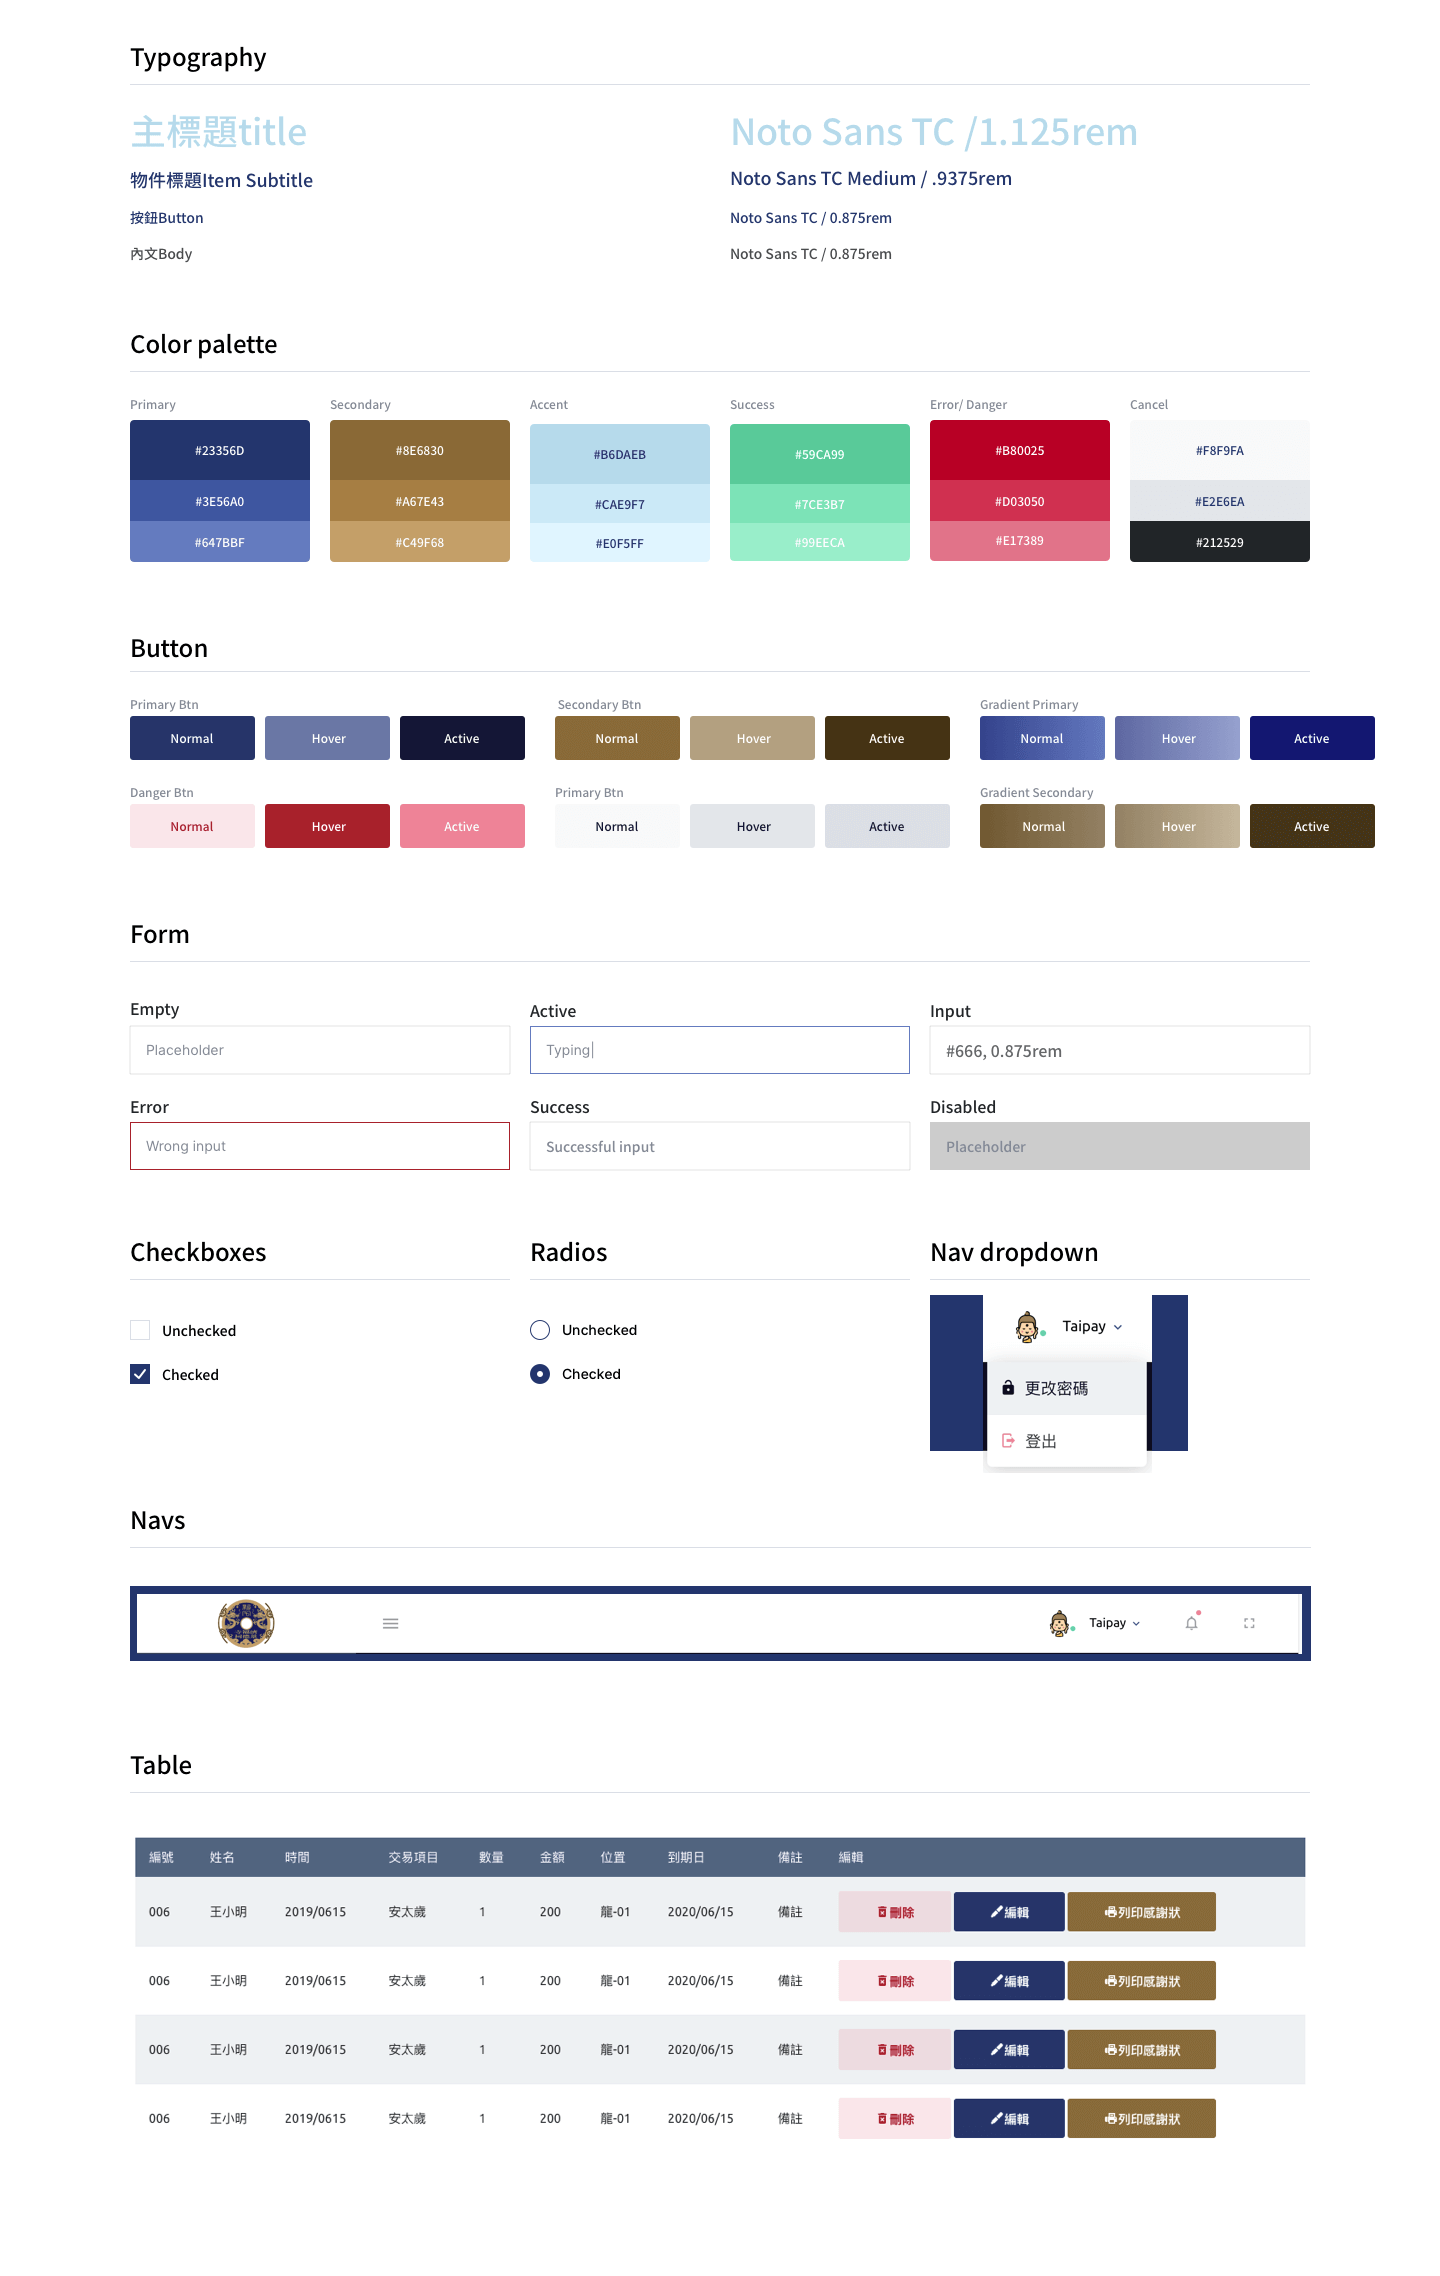 Typography
主標題title
Noto Sans TC /1.125rem
物件標題Item Subtitle
Noto Sans TC Medium / .9375rem
按鈕Button
Noto Sans TC / 0.875rem
內文Body
Noto Sans TC / 0.875rem
Color palette
Primary Secondary Accent Success Error/ Danger Cancel
#23356D #8E6830 #B6DAEB #59CA99 #B80025 #F8F9FA
#3E56A0 #A67E43 #CAE9F7 #7CE3B7 #D03050 #E2E6EA
#647BBF #C49F68 #E0F5FF #99EECA #E17389 #212529
Button
Primary Btn Secondary Btn Gradient Primary
Normal Hover Active Normal Hover Active Normal Hover Active
Danger Btn Primary Btn Gradient Secondary
Normal Hover Active Normal Hover Active Normal Hover Active
Form
Empty Active Input
Placeholder Typing| #666, 0.875rem
Error Success Disabled
Wrong input Successful input Placeholder
Checkboxes Radios Nav dropdown
Unchecked Unchecked Taipay
Checked Checked 更改密碼
登出
Navs
Taipay
Table
編號 姓名 時間 交易項目 數量 金額 位置 到期日 備註 編輯
006 王小明 2019/0615 安太歲 1 200 龍-01 2020/06/15 備註 刪除 編輯 列印感謝狀
006 王小明 2019/0615 安太歲 1 200 龍-01 2020/06/15 備註 刪除 編輯 列印感謝狀
006 王小明 2019/0615 安太歲 1 200 龍-01 2020/06/15 備註 刪除 編輯 列印感謝狀
006 王小明 2019/0615 安太歲 1 200 龍-01 2020/06/15 備註 刪除 編輯 列印感謝狀